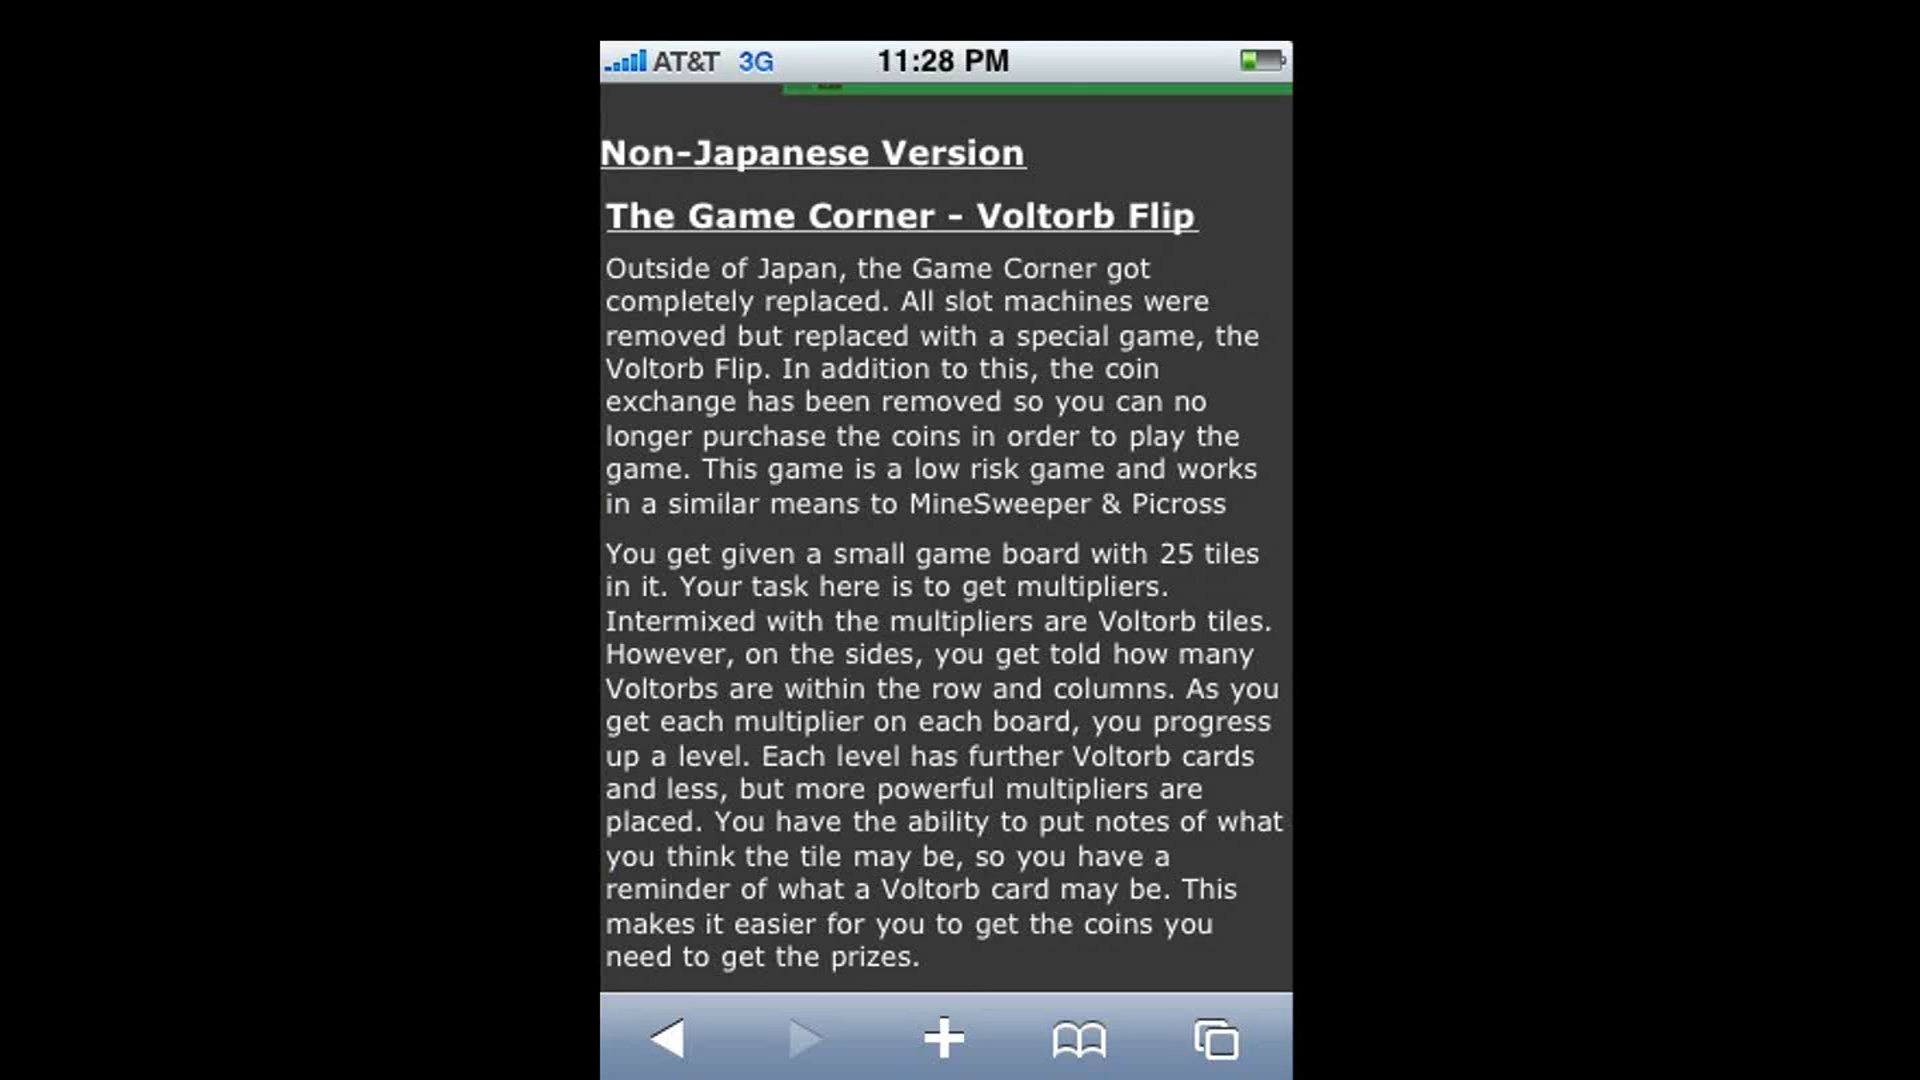 AT&T 3G 11:28 PM
Non-Japanese Version
The Game Corner - Voltorb Flip
Outside of Japan, the Game Corner got
completely replaced. All slot machines were
removed but replaced with a special game, the
Voltorb Flip. In addition to this, the coin
exchange has been removed so you can no
longer purchase the coins in order to play the
game. This game is a low risk game and works
in a similar means to MineSweeper & Picross
You get given a small game board with 25 tiles
in it. Your task here is to get multipliers.
Intermixed with the multipliers are Voltorb tiles.
However, on the sides, you get told how many
Voltorbs are within the row and columns. As you
get each multiplier on each board, you progress
up a level. Each level has further Voltorb cards
and less, but more powerful multipliers are
placed. You have the ability to put notes of what
you think the tile may be, so you have a
reminder of what a Voltorb card may be. This
makes it easier for you to get the coins you
need to get the prizes.